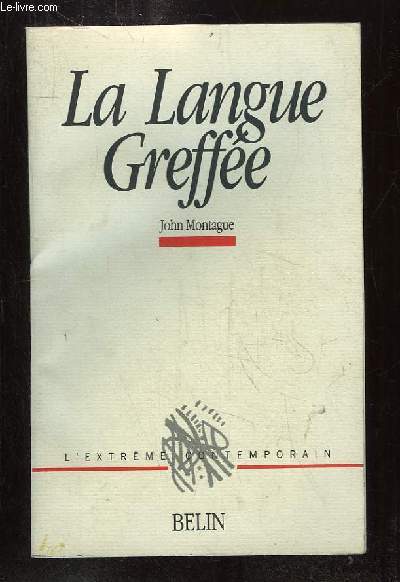 Le-livre.com
La Langue
Greffée
John Montague
L'EXTRÊME CONTEMPORAIN
BELIN